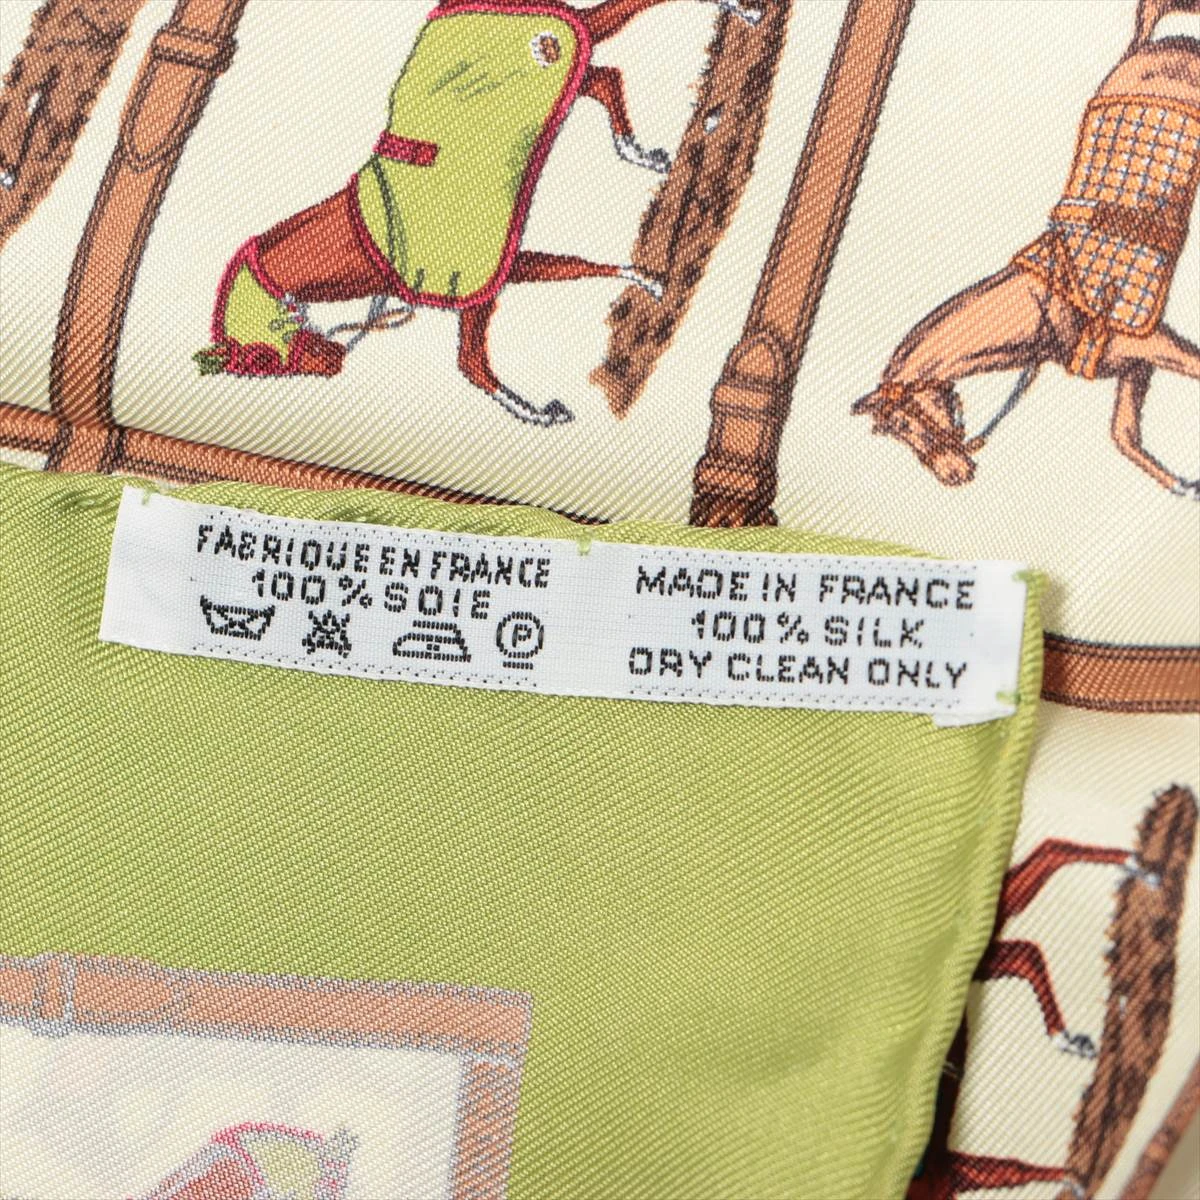 FABRIQUE EN FRANCE
100% SOIE
P
MADE IN FRANCE
100% SILK
DRY CLEAN ONLY